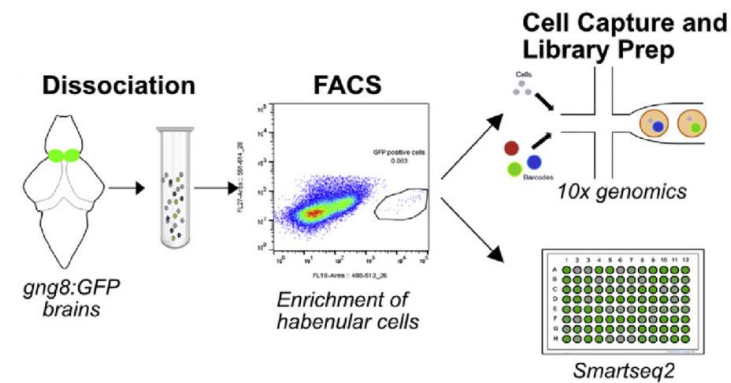 Cell Capture and
Library Prep
Dissociation
FACS
Cells
Barcodes
10x genomics
GFP positive cells
0.063
gng8:GFP
brains
Enrichment of
habenular cells
1 2 3 4 5 6 7 8 9 10 11 12
A
B
C
D
E
F
G
H
Smartseq2